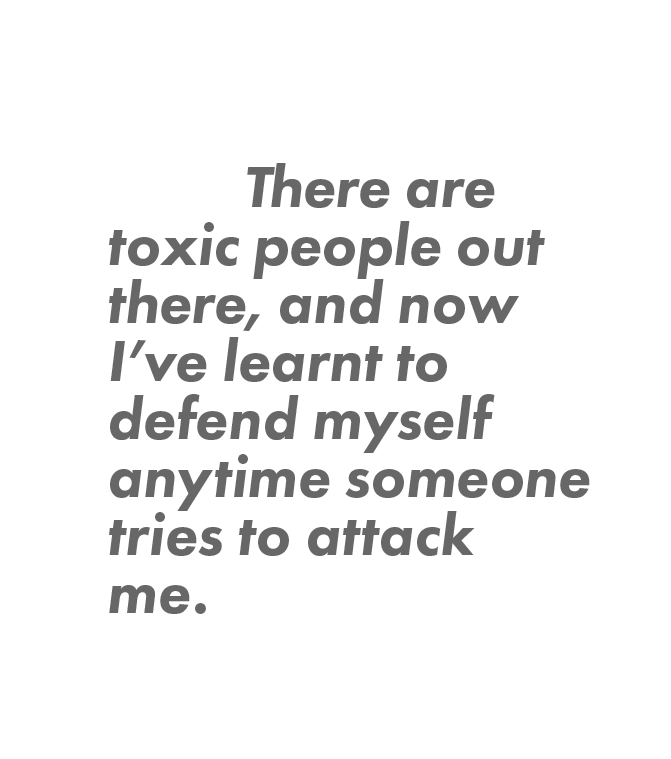 There are
toxic people out
there, and now
I’ve learnt to
defend myself
anytime someone
tries to attack
me.